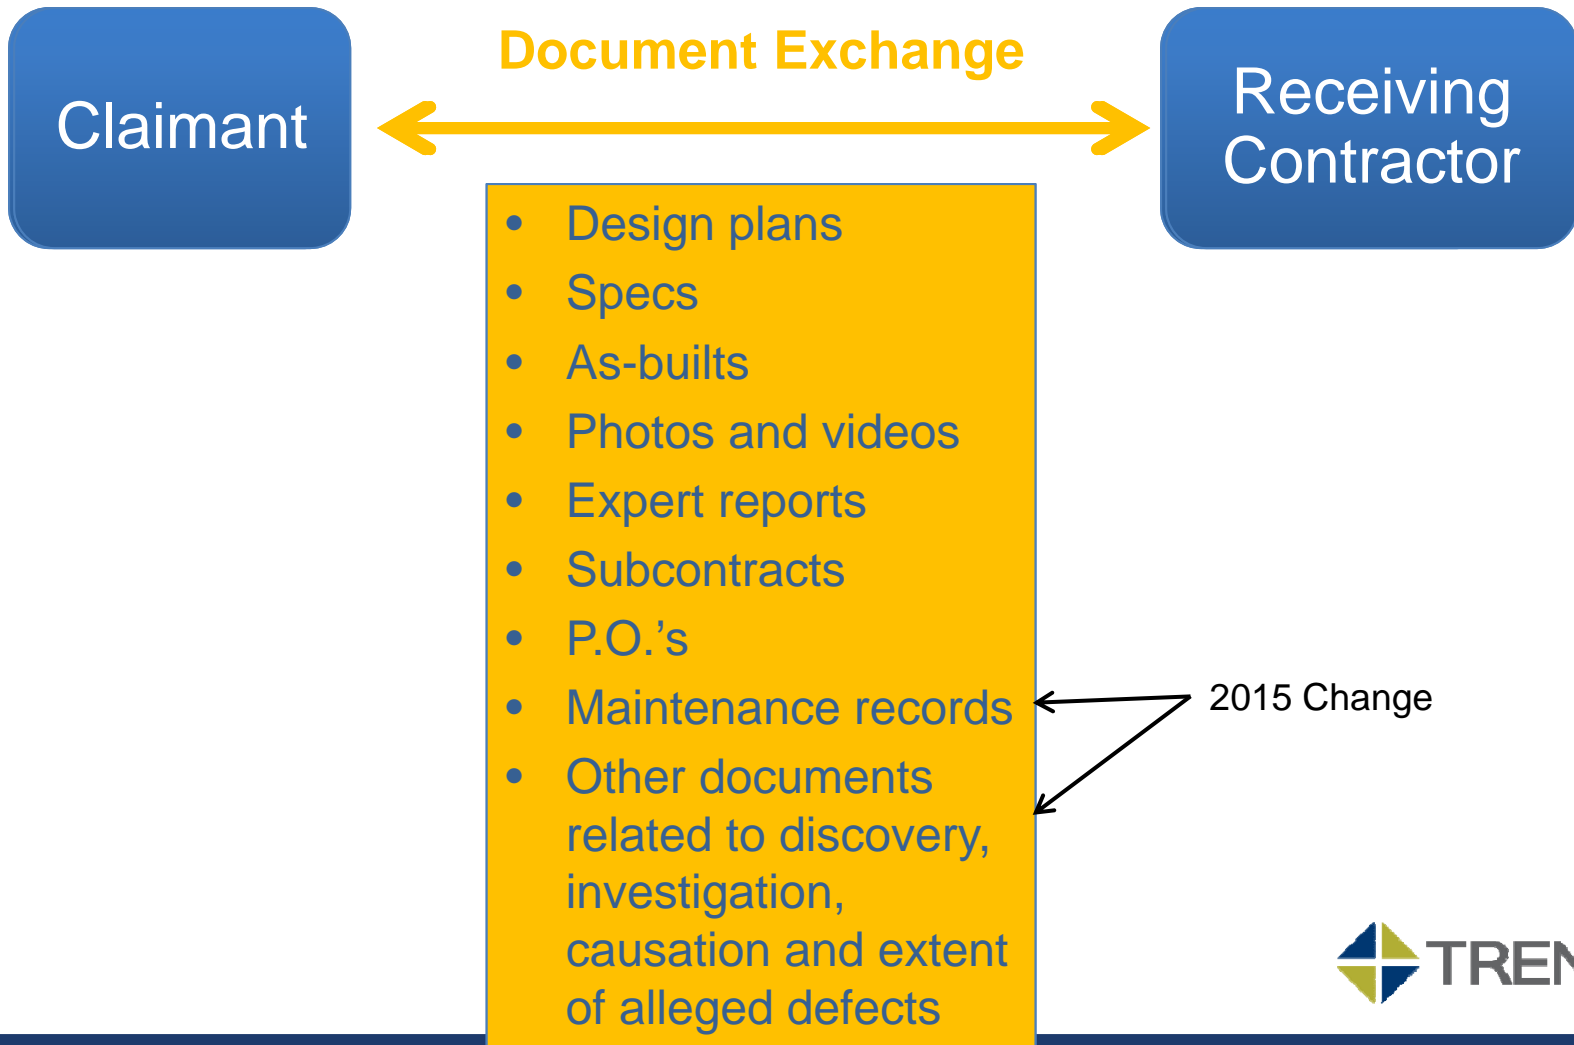 Document Exchange
Claimant
Receiving
Contractor
• Design plans
• Specs
• As-builts
• Photos and videos
• Expert reports
• Subcontracts
• P.O.’s
• Maintenance records
• Other documents
related to discovery,
investigation,
causation and extent
of alleged defects
2015 Change